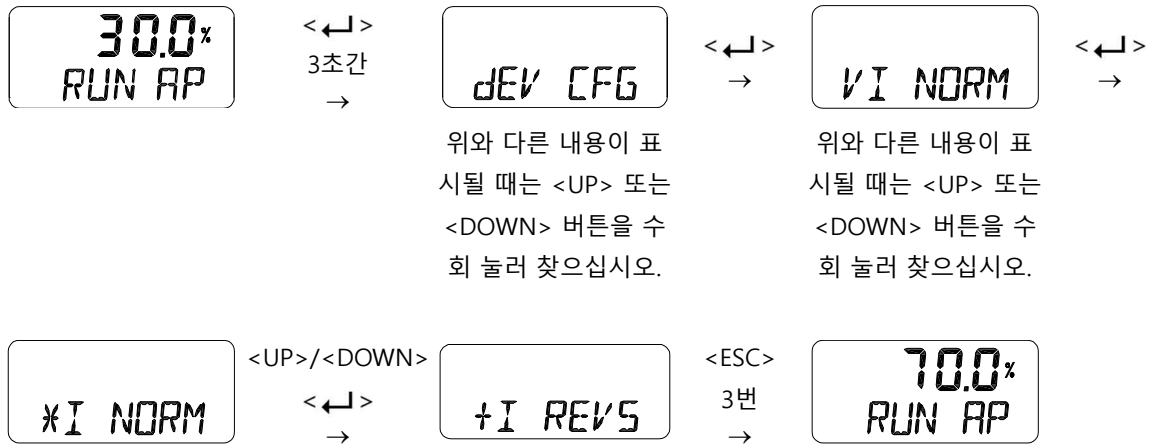 30.0%
RUN AP
<↵>
3초간
→
dEV CFG
<↵>
→
VI NORM
<↵>
→
위와 다른 내용이 표
시될 때는 <UP> 또는
<DOWN> 버튼을 수
회 눌러 찾으십시오.
위와 다른 내용이 표
시될 때는 <UP> 또는
<DOWN> 버튼을 수
회 눌러 찾으십시오.
*I NORM
<UP>/<DOWN>
<↵>
→
+I REVS
<ESC>
3번
→
70.0%
RUN AP